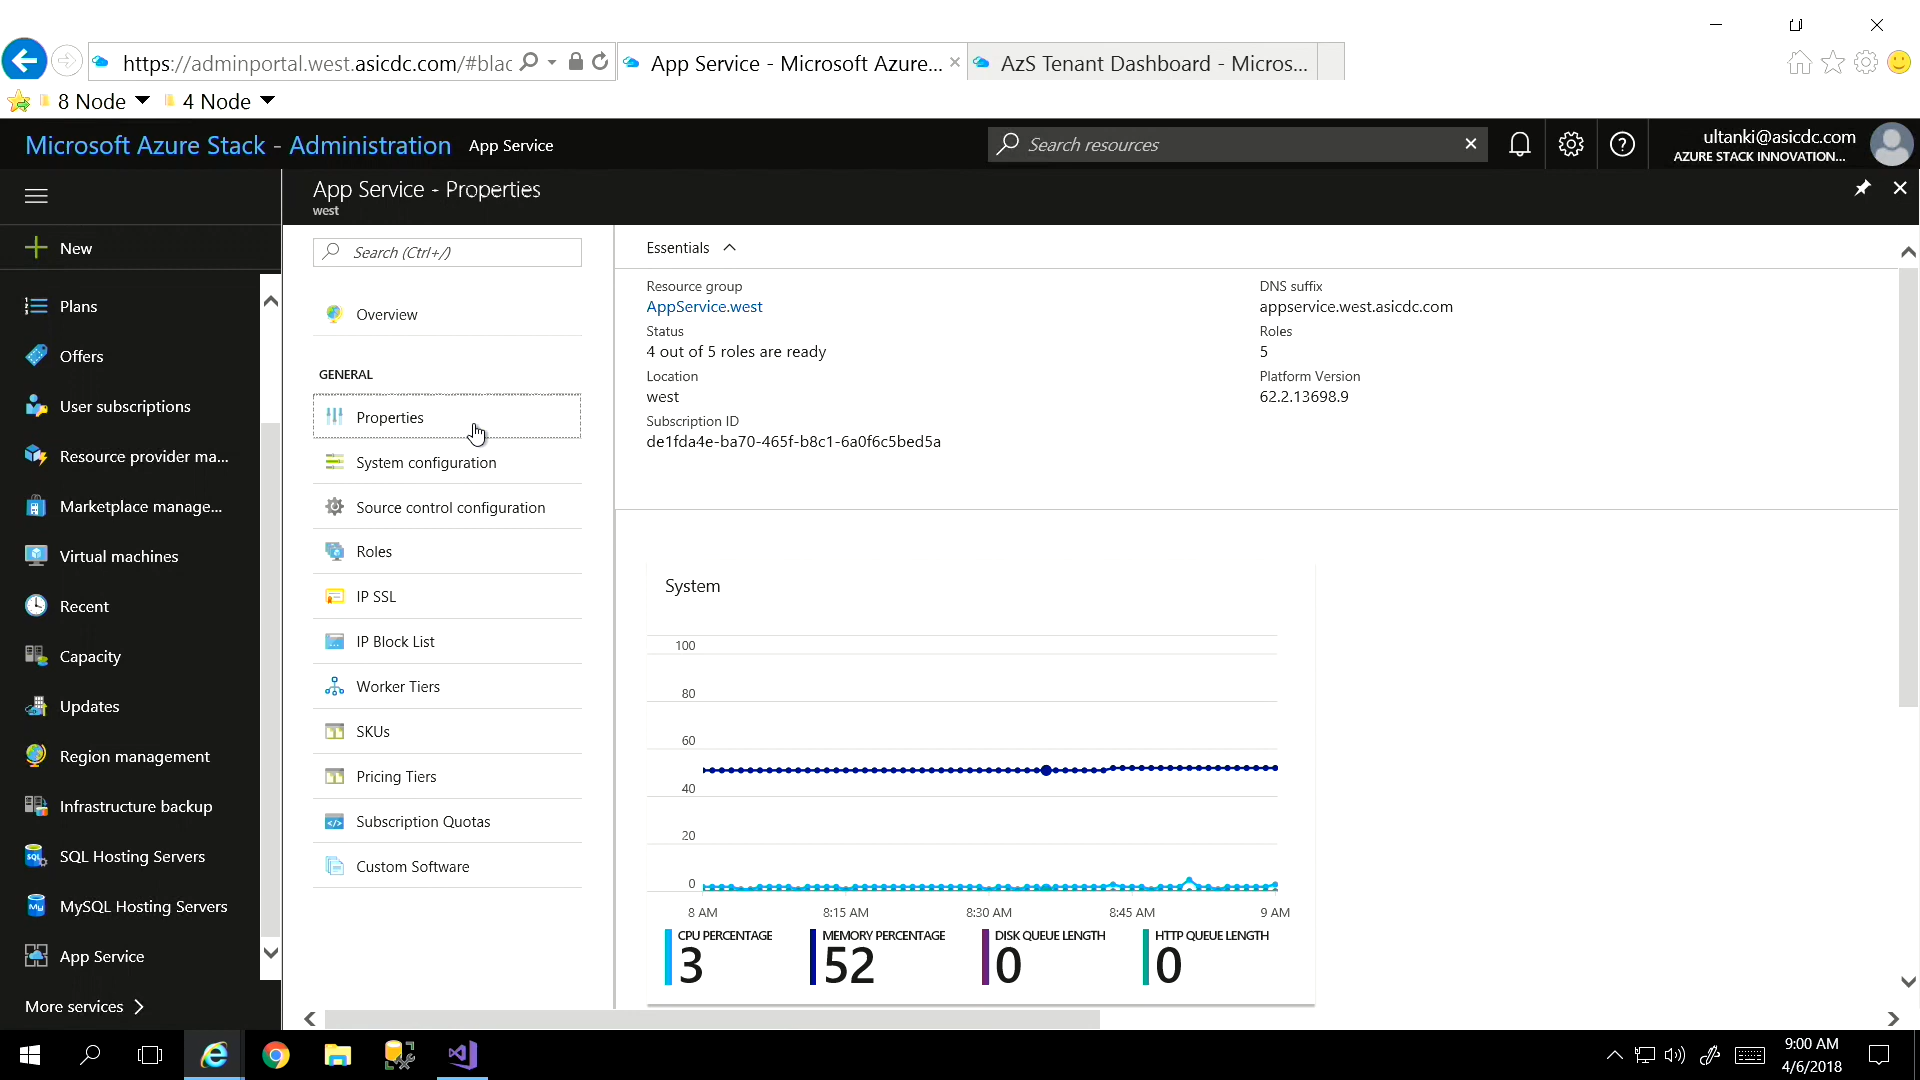 https://adminportal.west.asicdc.com/#blac
App Service - Microsoft Azure...
AzS Tenant Dashboard - Micros...
8 Node
4 Node
Microsoft Azure Stack - Administration
App Service
Search resources
ultanki@asicdc.com
AZURE STACK INNOVATION...
App Service - Properties
west
New
Plans
Offers
User subscriptions
Resource provider ma...
Marketplace manage...
Virtual machines
Recent
Capacity
Updates
Region management
Infrastructure backup
SQL Hosting Servers
MySQL Hosting Servers
App Service
More services
Search (Ctrl+/)
Overview
GENERAL
Properties
System configuration
Source control configuration
Roles
IP SSL
IP Block List
Worker Tiers
SKUs
Pricing Tiers
Subscription Quotas
Custom Software
Essentials
Resource group
AppService.west
Status
4 out of 5 roles are ready
Location
west
Subscription ID
de1fda4e-ba70-465f-b8c1-6a0f6c5bed5a
DNS suffix
appservice.west.asicdc.com
Roles
5
Platform Version
62.2.13698.9
System
100
80
60
40
20
0
8 AM
8:15 AM
8:30 AM
8:45 AM
9 AM
CPU PERCENTAGE
3
MEMORY PERCENTAGE
52
DISK QUEUE LENGTH
0
HTTP QUEUE LENGTH
0
9:00 AM
4/6/2018